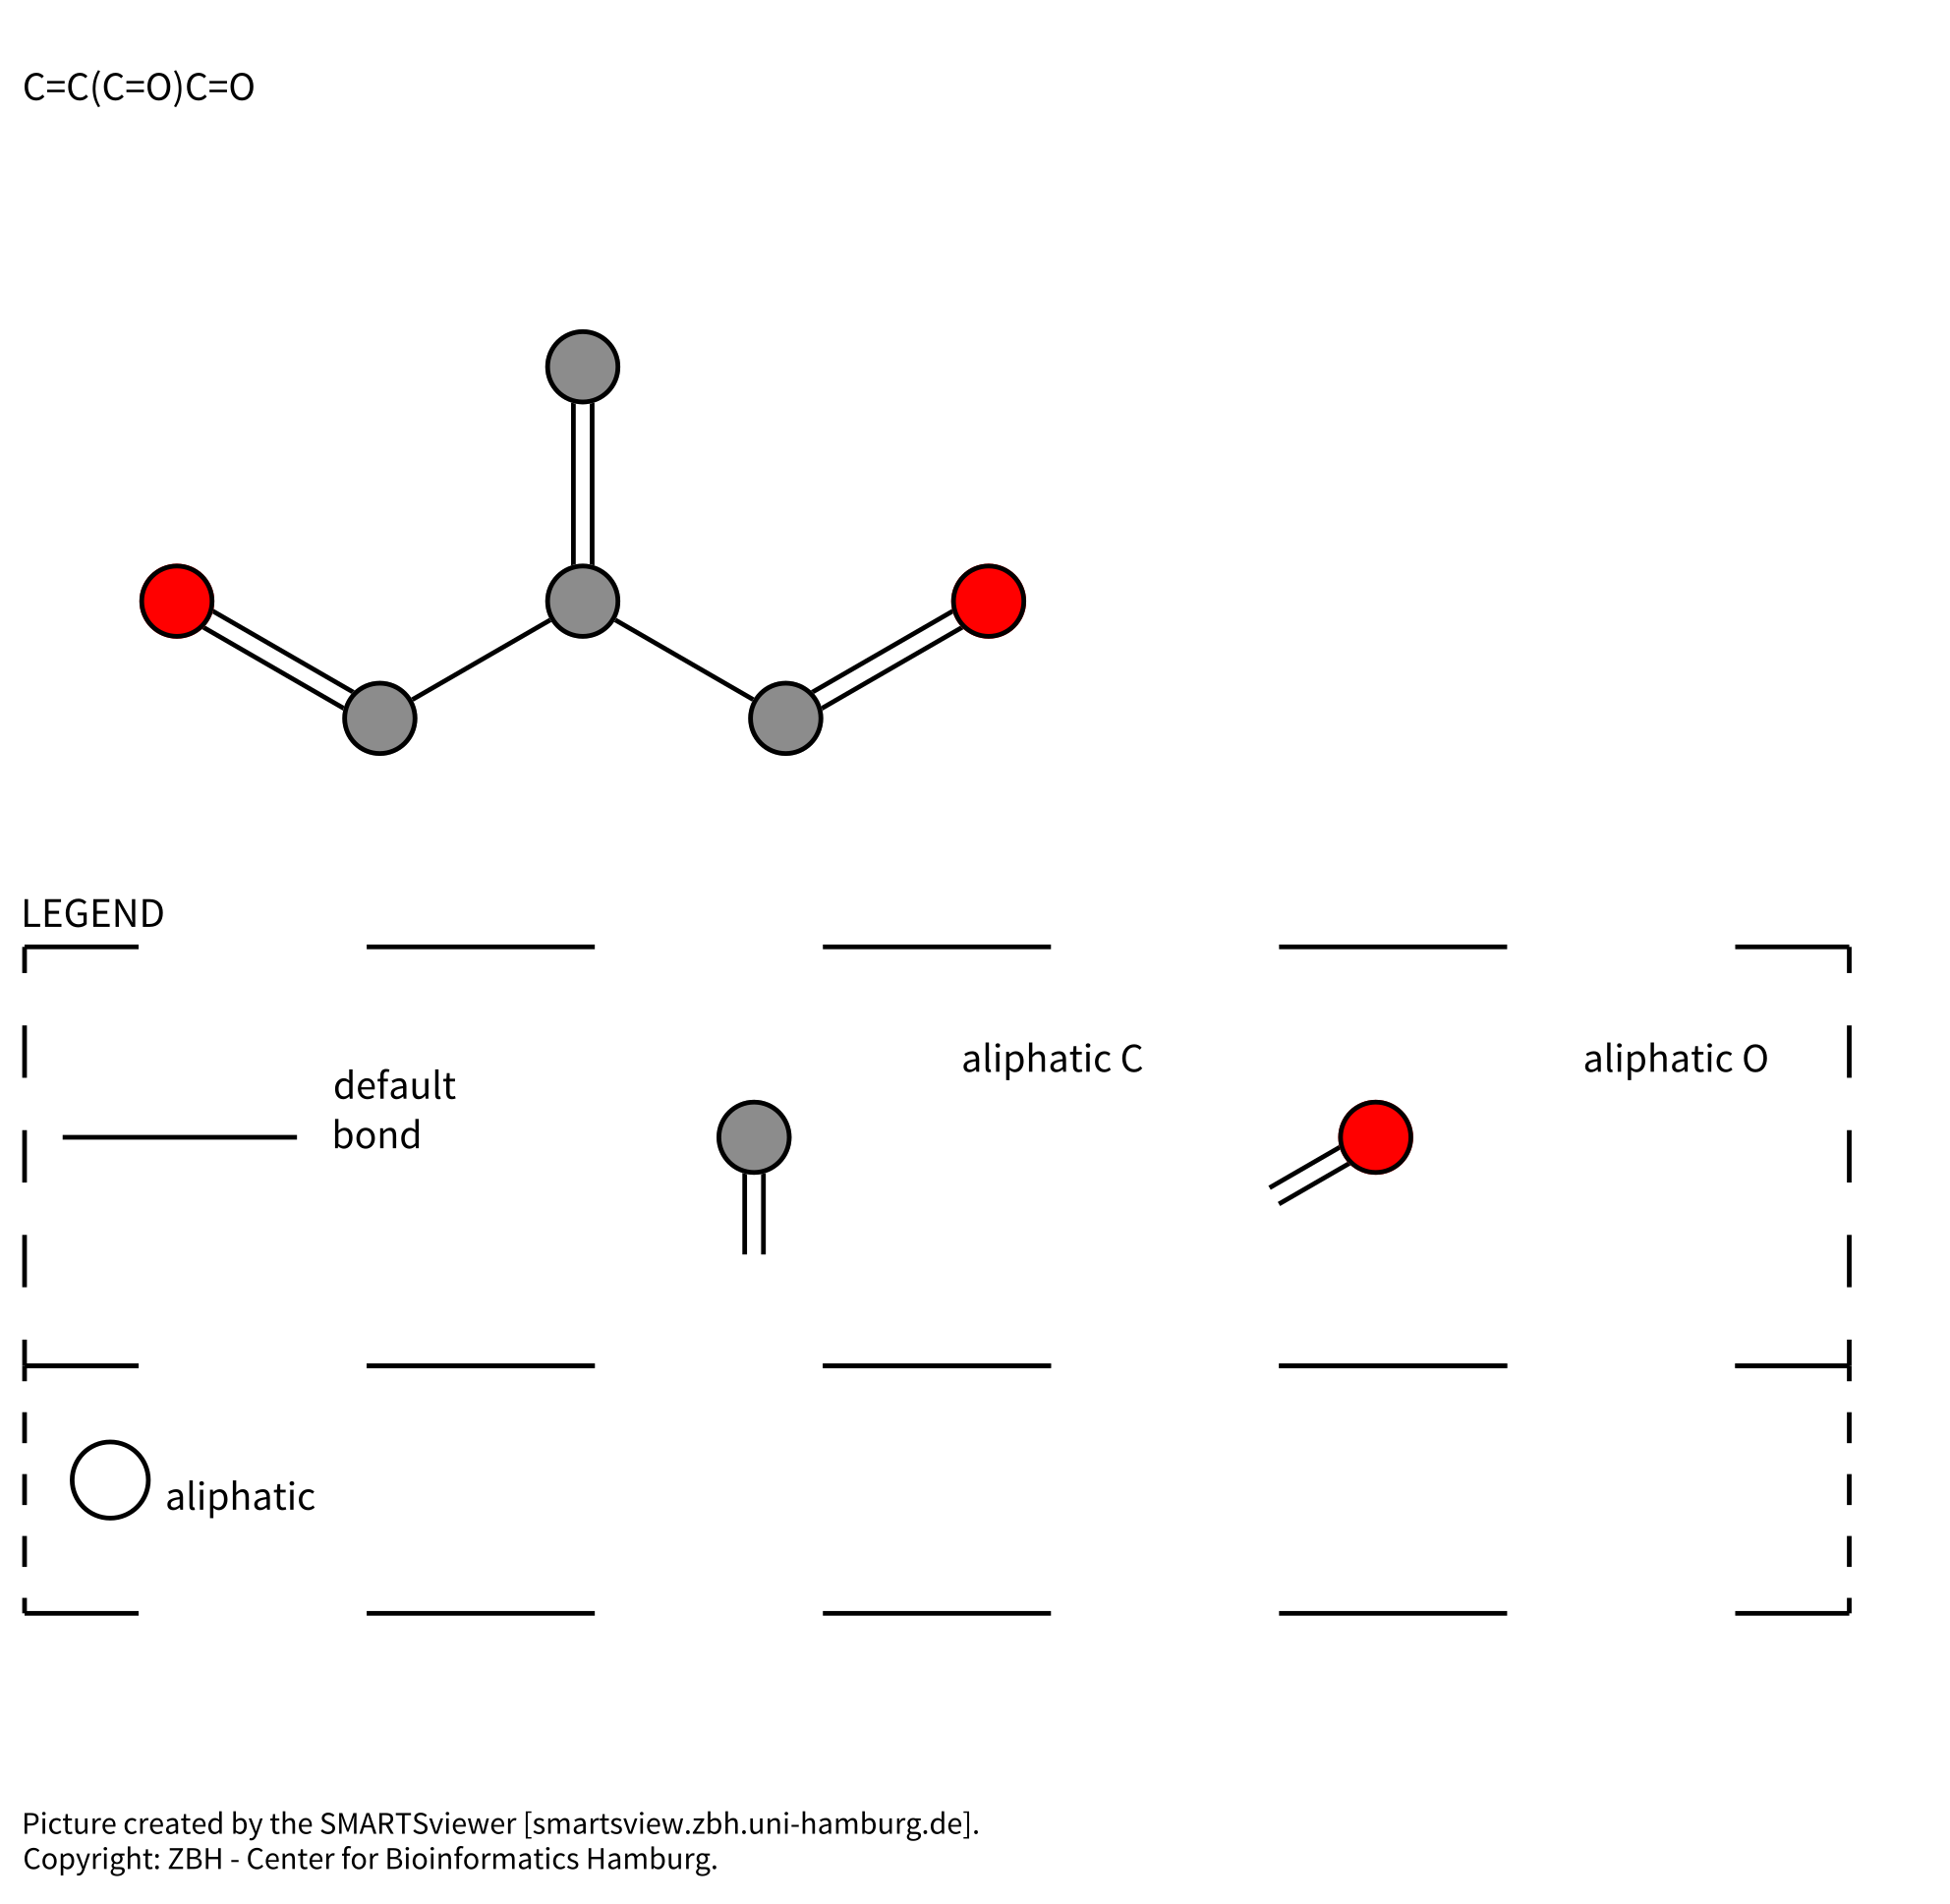 C=C(C=O)C=O
LEGEND
default
bond
aliphatic C
aliphatic O
aliphatic
Picture created by the SMARTSviewer [smartsview.zbh.uni-hamburg.de].
Copyright: ZBH - Center for Bioinformatics Hamburg.